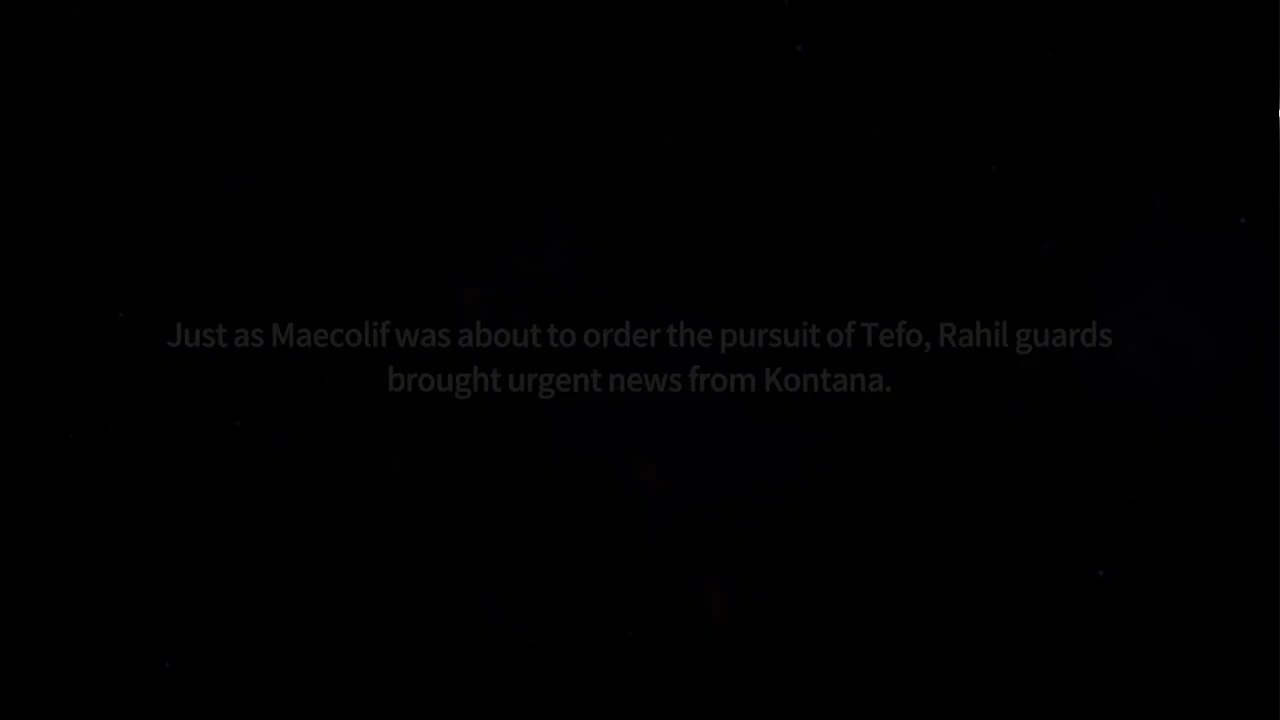 Just as Maecolif was about to order the pursuit of Tefo, Rahil guards
brought urgent news from Kontana.